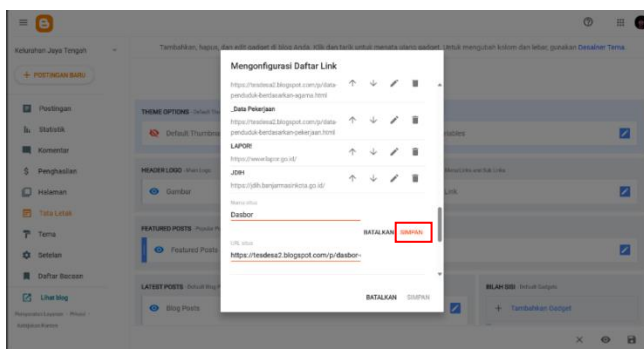 Kelurahan Jaya Tengah
Tambahkan, hapus, dan edit gadget di blog anda. Klik dan tarik untuk menata ulang gadget. Untuk mengubah kolom dan lebar, gunakan Desainer Tema.
+ POSTINGAN BARU
Postingan
Statistik
Komentar
Penghasilan
Halaman
Tata Letak
Tema
Setelan
Daftar Bacaan
Lihat blog
Mengonfigurasi Daftar Link
https://tesdesa2.blogspot.com/p/data-
penduduk-berdasarkan-agama.html
_Data Pekerjaan
https://tesdesa2.blogspot.com/p/data-
penduduk-berdasarkan-pekerjaan.html
LAPOR!
https://www.lapor.go.id/
JDIH
https://jdih.banjarmasinkota.go.id/
Nama situs
Dasbor
BATALKAN SIMPAN
URL situs
https://tesdesa2.blogspot.com/p/dasbor-
BATALKAN SIMPAN
THEME OPTIONS
Default Thumbna
HEADER LOGO
Gambar
FEATURED POSTS
Featured Posts
LATEST POSTS
Blog Posts
BILAH SISI
+ Tambahkan Gadget